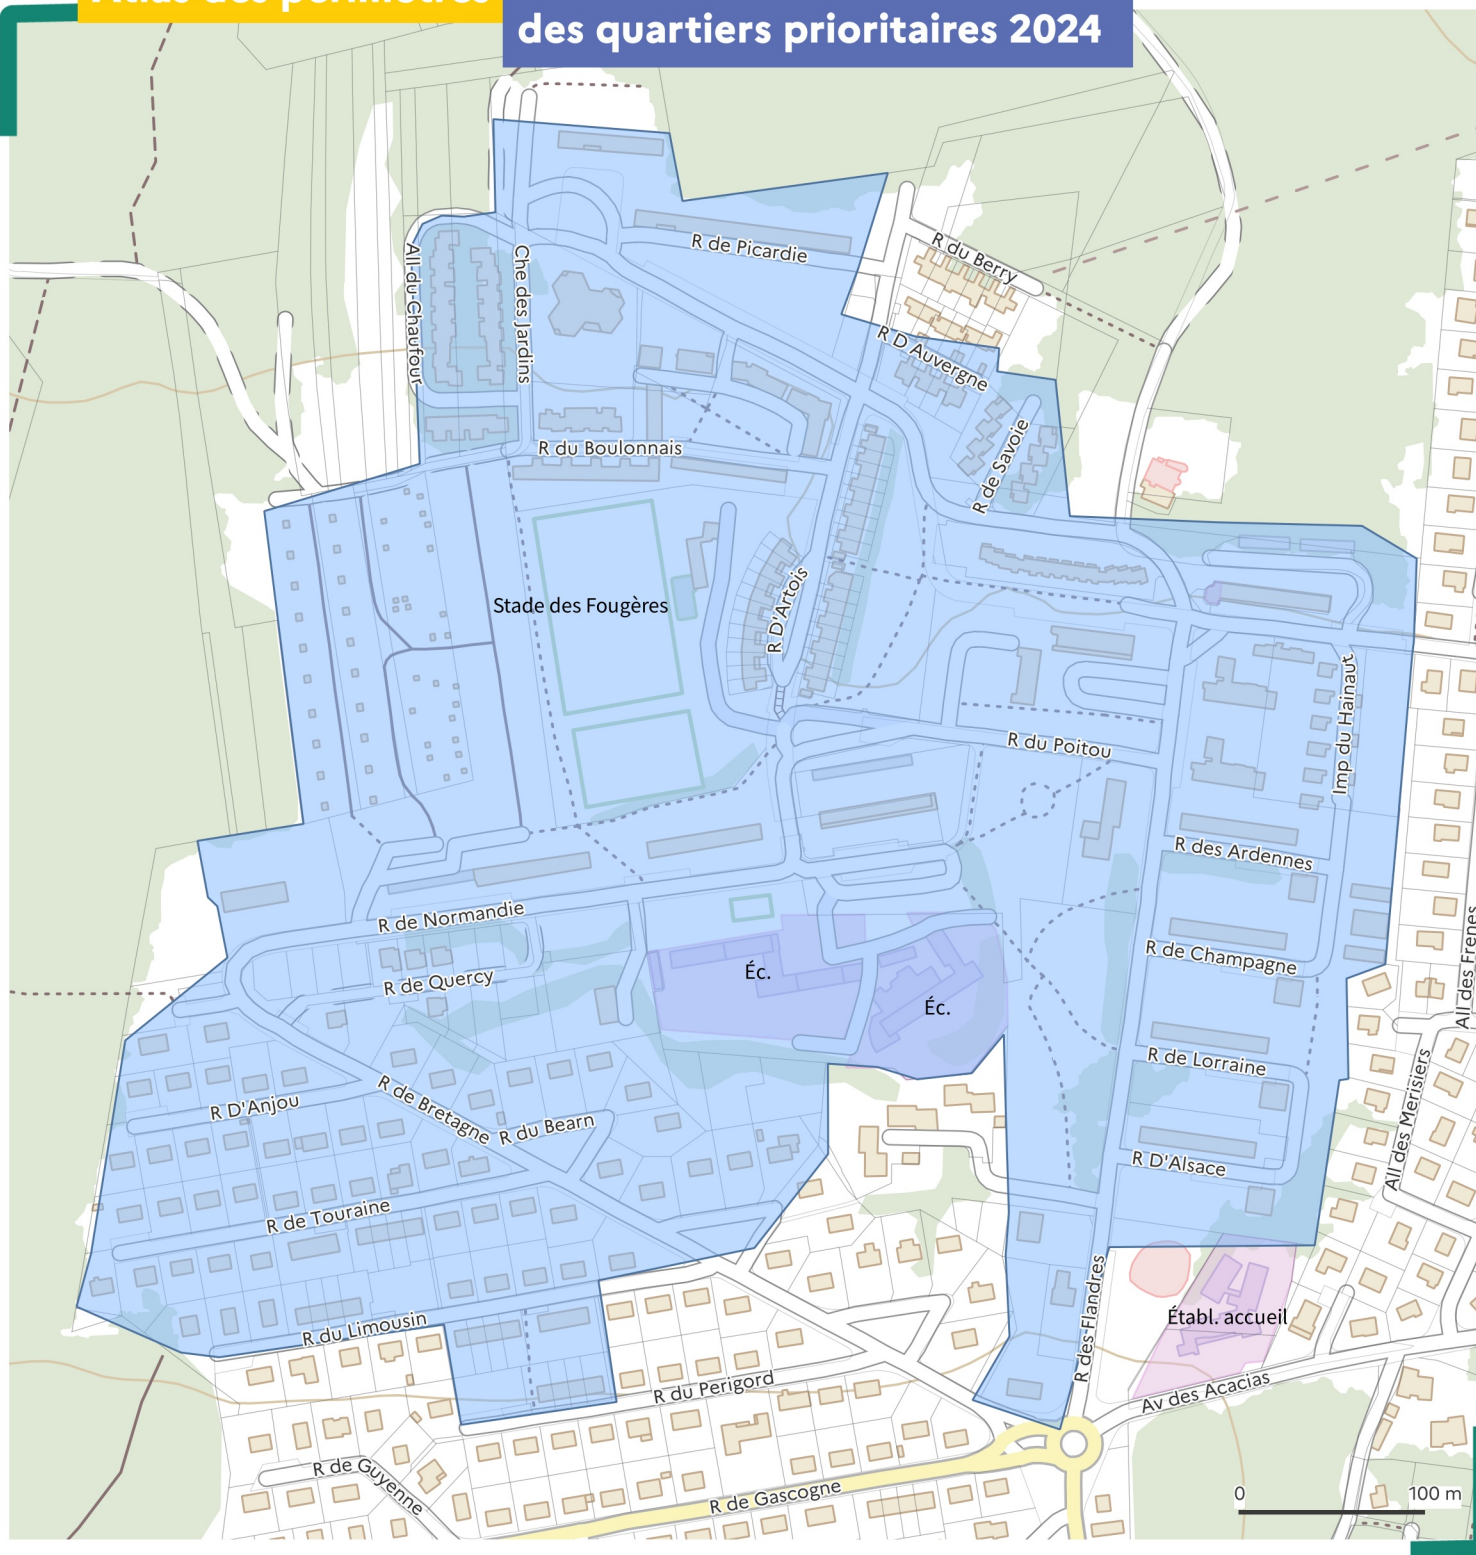 Atlas des périmètres
des quartiers prioritaires 2024
R de Picardie
R du Berry
All du Chaufour
Che des Jardins
R D'Auvergne
R du Boulonnais
R de Savoie
Stade des Fougères
R D'Artois
Imp du Hainaut
R du Poitou
R des Ardennes
R de Normandie
R de Champagne
R de Quercy
Éc.
Éc.
All des Frenes
R de Lorraine
R D'Anjou
R de Bretagne
R du Bearn
All des Merisiers
R D'Alsace
R de Touraine
R des Flandres
Établ. accueil
R du Limousin
R du Perigord
Av des Acacias
R de Guyenne
R de Gascogne
0 100 m